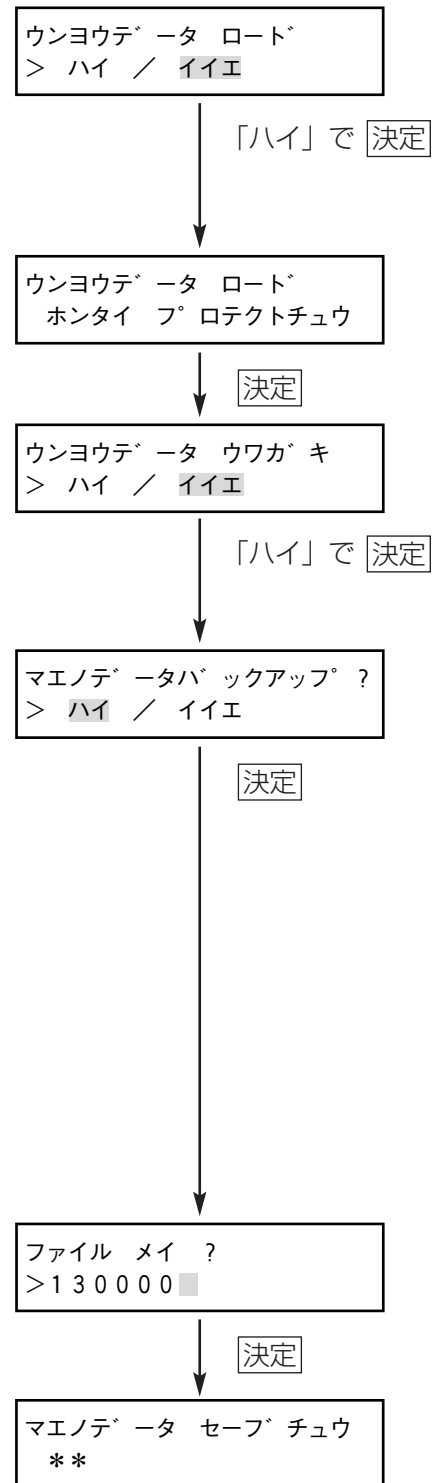 ウンヨウデータ ロード
> ハイ / イイエ
「ハイ」で 決定
ウンヨウデータ ロード
ホンタイ プロテクトチュウ
決定
ウンヨウデータ ウワガキ
> ハイ / イイエ
「ハイ」で 決定
マエノデータバックアップ ?
> ハイ / イイエ
決定
ファイル メイ ?
>130000
決定
マエノデータ セーブチュウ
**